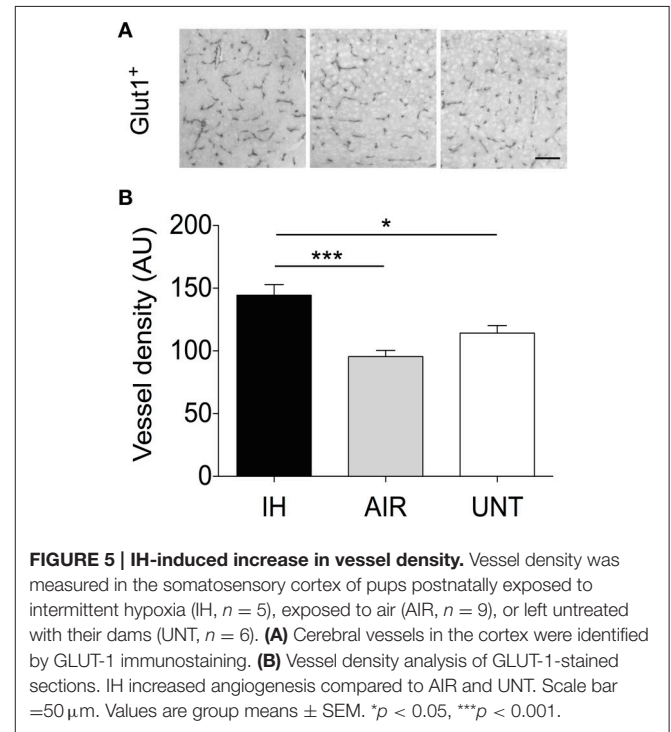 A
Glut1+
B
Vessel density (AU)
200
150
100
50
0
*
***
IH AIR UNT
FIGURE 5 | IH-induced increase in vessel density. Vessel density was
measured in the somatosensory cortex of pups postnatally exposed to
intermittent hypoxia (IH, n = 5), exposed to air (AIR, n = 9), or left untreated
with their dams (UNT, n = 6). (A) Cerebral vessels in the cortex were identified
by GLUT-1 immunostaining. (B) Vessel density analysis of GLUT-1-stained
sections. IH increased angiogenesis compared to AIR and UNT. Scale bar
=50 μm. Values are group means ± SEM. *p < 0.05, ***p < 0.001.